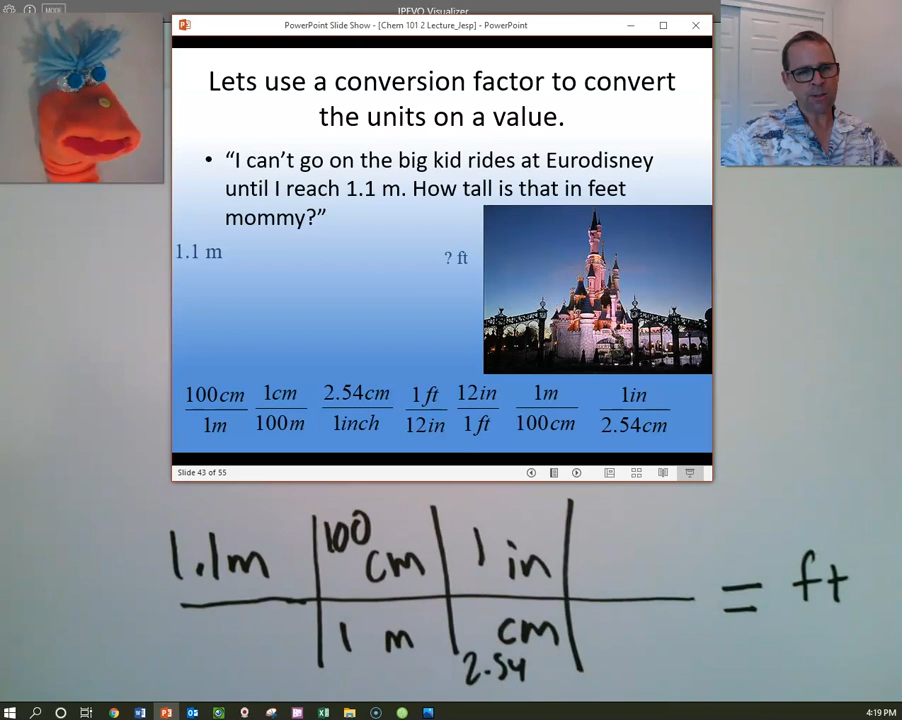 IPEVO Visualizer
MODE
PowerPoint Slide Show - [Chem 101 2 Lecture_Jesp] - PowerPoint
Lets use a conversion factor to convert
the units on a value.
• “I can’t go on the big kid rides at Eurodisney
until I reach 1.1 m. How tall is that in feet
mommy?”
1.1 m ? ft
100cm 1cm 2.54cm 1 ft 12in 1m 1in
1m 100m 1inch 12in 1 ft 100cm 2.54cm
Slide 43 of 55
1.1m 100 cm 1 in = ft
1 m 2.54 cm
4:19 PM